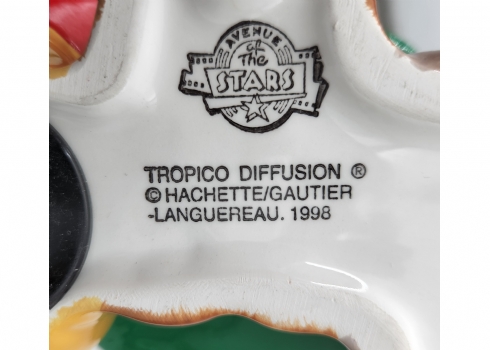 AVENUE
of
The
STARS
TROPICO DIFFUSION ®
© HACHETTE/GAUTIER
-LANGUEREAU. 1998